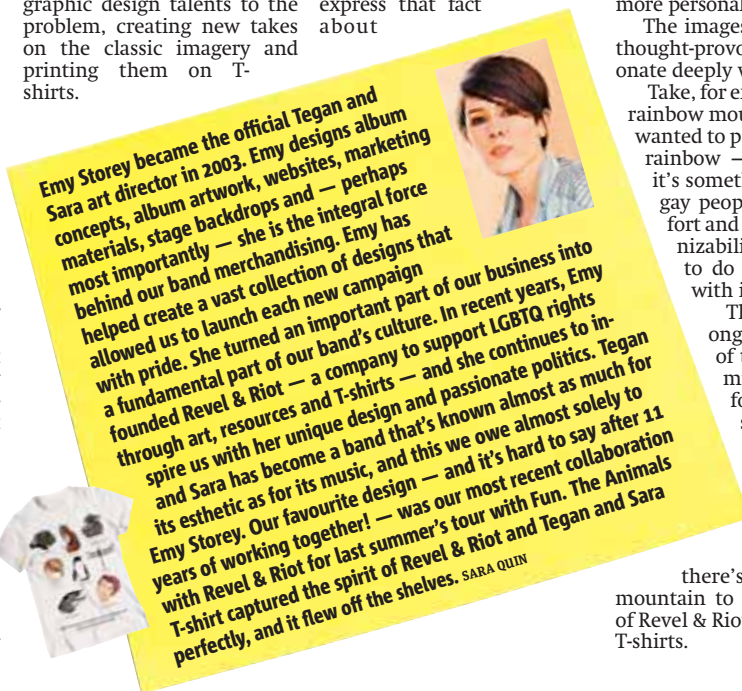 graphic design talents to the
problem, creating new takes
on the classic imagery and
printing them on T-
shirts.
express that fact
about
Emy Storey became the official Tegan and
Sara art director in 2003. Emy designs album
concepts, album artwork, websites, marketing
materials, stage backdrops and — perhaps
most importantly — she is the integral force
behind our band merchandising. Emy has
helped create a vast collection of designs that
allowed us to launch each new campaign
with pride. She turned an important part of our business into
a fundamental part of our band's culture. In recent years, Emy
founded Revel & Riot — a company to support LGBTQ rights
through art, resources and T-shirts — and she continues to in-
spire us with her unique design and passionate politics. Tegan
and Sara has become a band that's known almost as much for
its esthetic as for its music, and this we owe almost solely to
Emy Storey. Our favourite design — and it's hard to say after 11
years of working together! — was our most recent collaboration
with Revel & Riot for last summer's tour with Fun. The Animals
T-shirt captured the spirit of Revel & Riot and Tegan and Sara
perfectly, and it flew off the shelves. SARA QUIN
more personal
The images
thought-provo
onate deeply w
Take, for ex
rainbow mou
wanted to p
rainbow —
it's someth
gay peop
fort and
nizabili
to do
with i
Th
ong
of t
m
fo
s
there's
mountain to
of Revel & Rio
T-shirts.